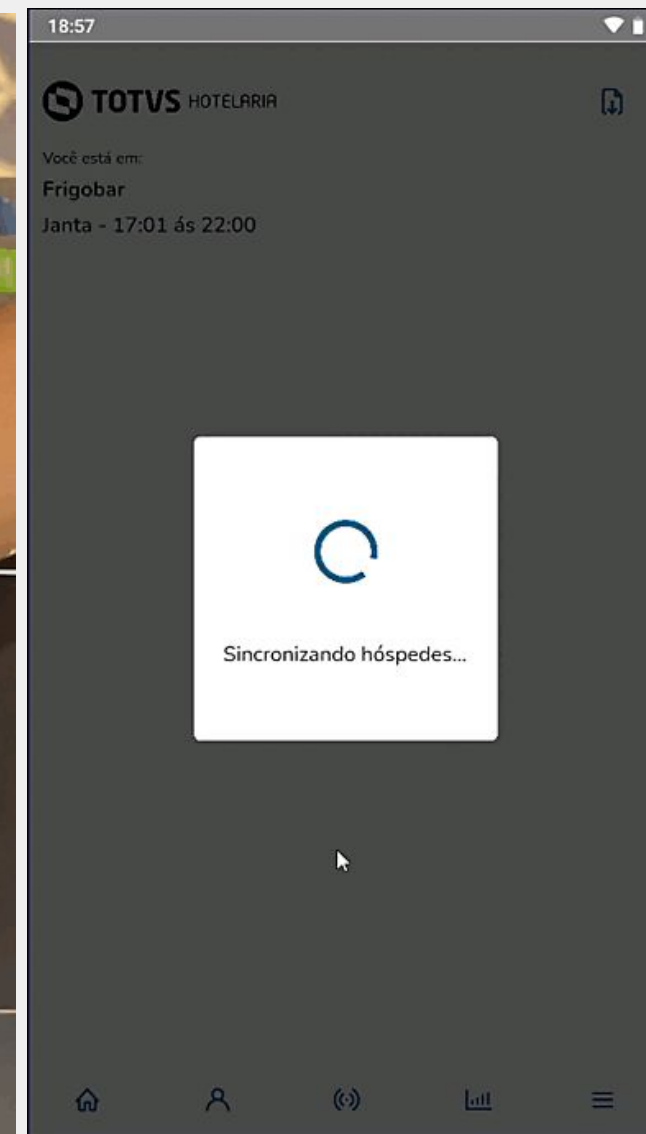 18:57
TOTVS HOTELARIA
Você está em:
Frigobar
Janta - 17:01 ás 22:00
Sincronizando hóspedes...